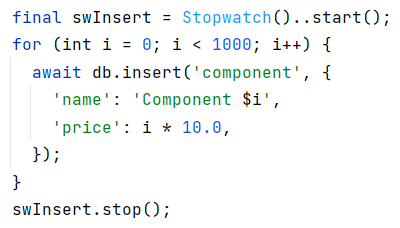 final swInsert = Stopwatch()..start();
for (int i = 0; i < 1000; i++) {
  await db.insert('component', {
    'name': 'Component $i',
    'price': i * 10.0,
  });
}
swInsert.stop();